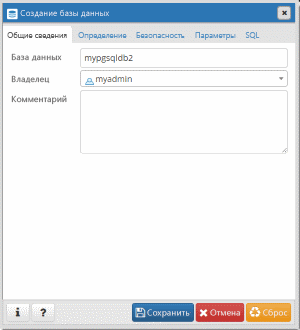 Создание базы данных
Общие сведения Определение Безопасность Параметры SQL
База данных mypgsqldb2
Владелец myadmin
Комментарий
i ? Сохранить Отмена Сброс